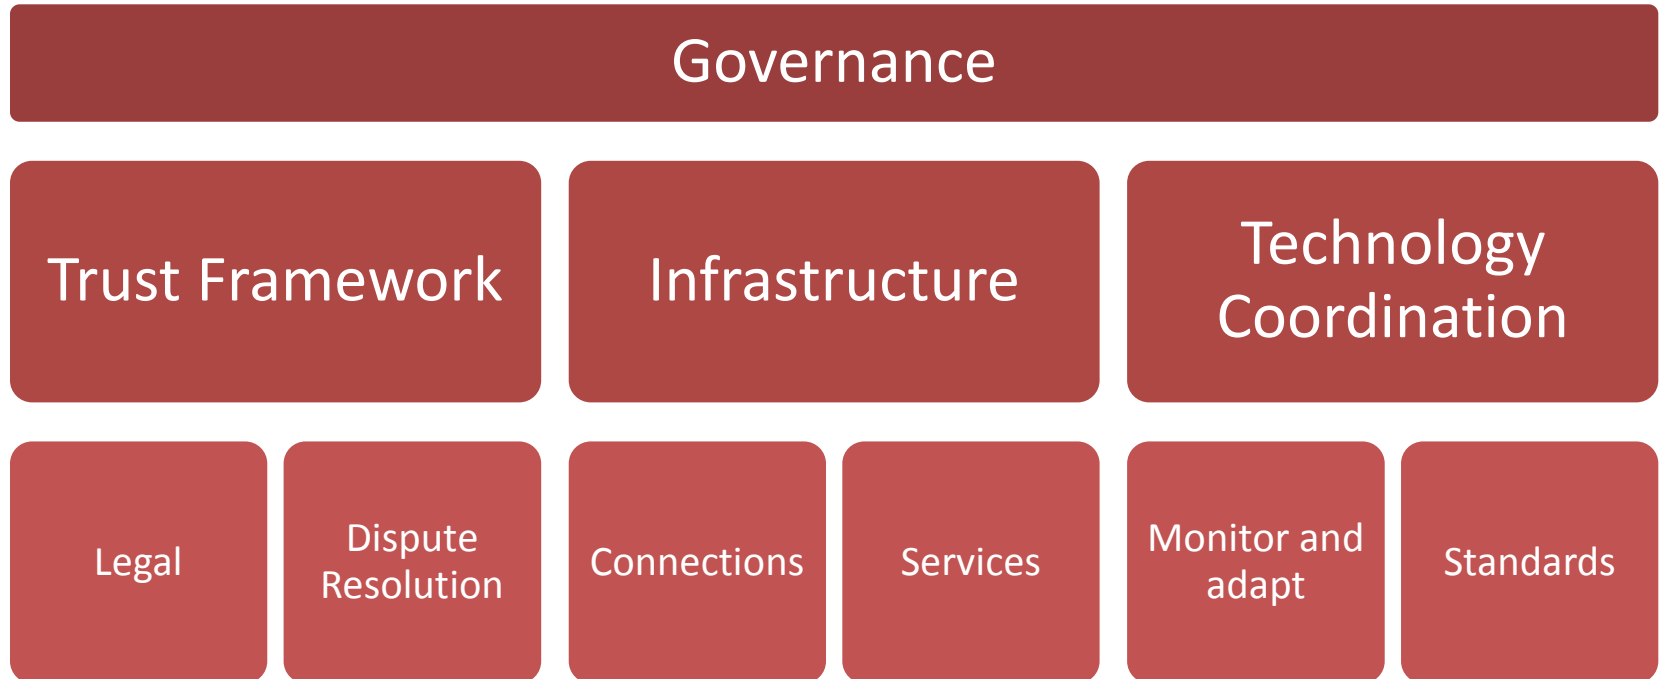 Governance
Trust Framework
Infrastructure
Technology
Coordination
Legal
Dispute
Resolution
Connections
Services
Monitor and
adapt
Standards